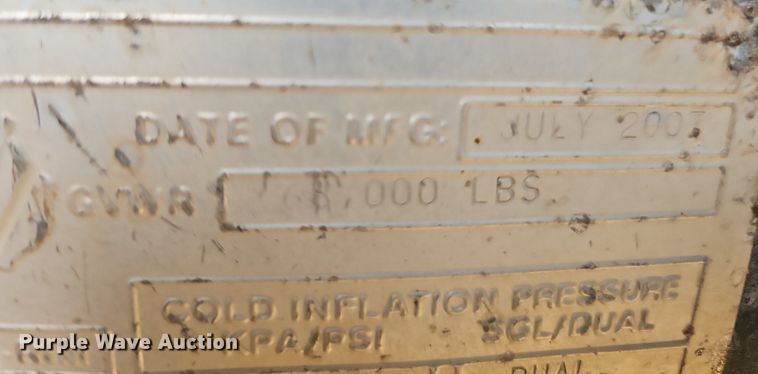 DATE OF MFG: JULY 2007
GVWR 68,000 LBS.
COLD INFLATION PRESSURE
KPA/PSI SGL/DUAL
DUAL
Purple Wave Auction